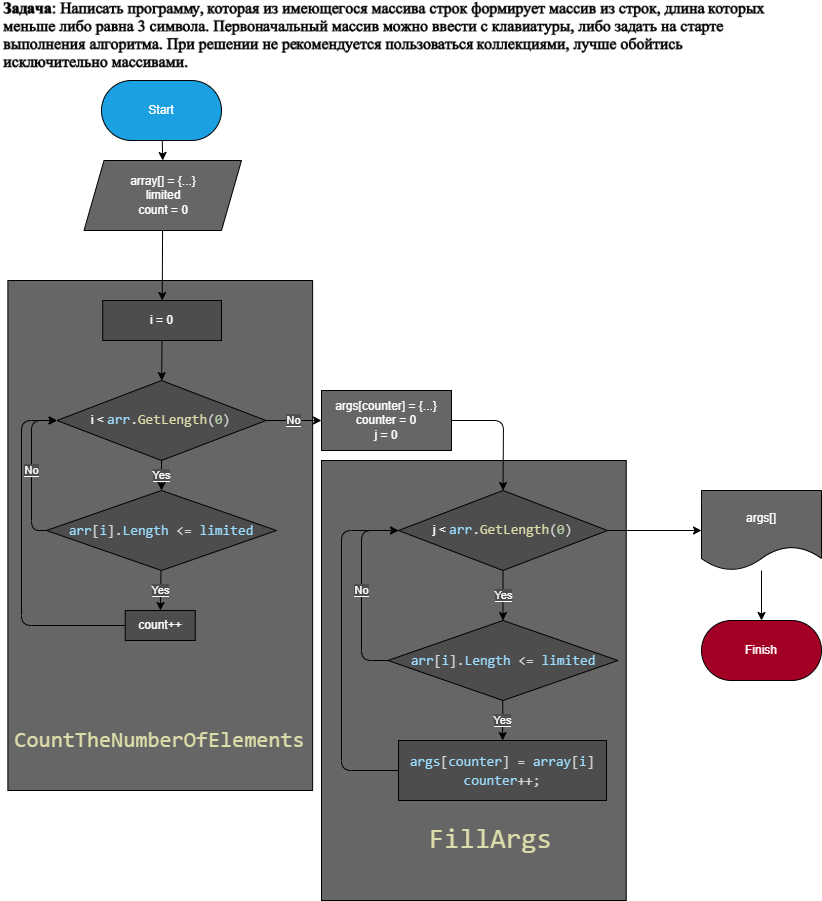 Задача: Написать программу, которая из имеющегося массива строк формирует массив из строк, длина которых
меньше либо равна 3 символа. Первоначальный массив можно ввести с клавиатуры, либо задать на старте
выполнения алгоритма. При решении не рекомендуется пользоваться коллекциями, лучше обойтись
исключительно массивами.
Start
array[] = {...}
limited
count = 0
i = 0
i < arr.GetLength(0)
No
Yes
No
arr[i].Length <= limited
Yes
count++
CountTheNumberOfElements
args[counter] = {...}
counter = 0
j = 0
j < arr.GetLength(0)
Yes
No
arr[i].Length <= limited
Yes
args[counter] = array[i]
counter++;
FillArgs
args[]
Finish